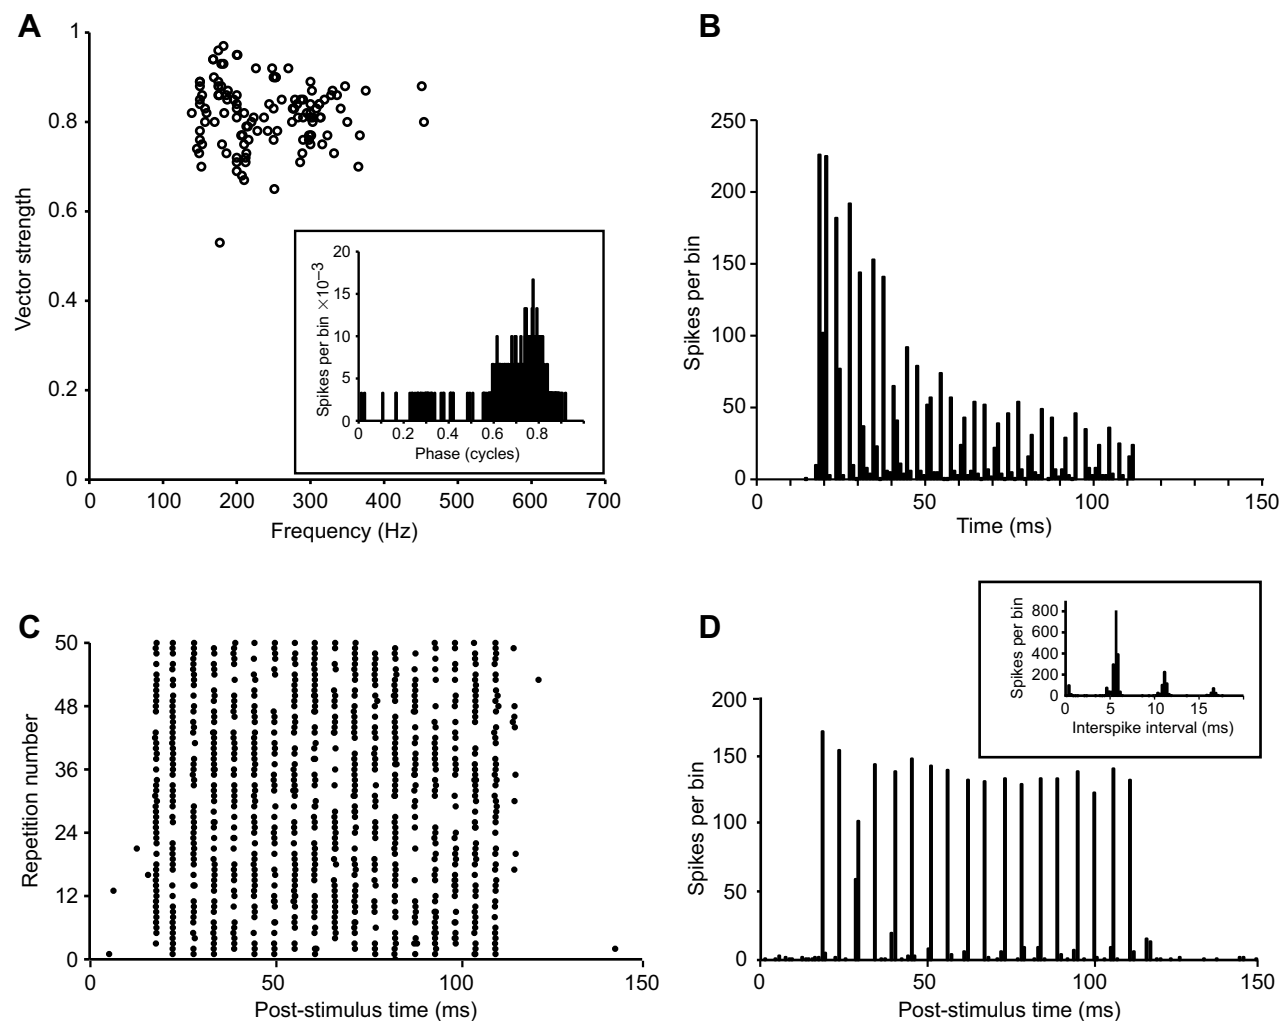 A
1
0.8
0.6
0.4
0.2
0
Vector strength
0 100 200 300 400 500 600 700
Frequency (Hz)
20
15
10
5
0
Spikes per bin ×10–3
0 0.2 0.4 0.6 0.8
Phase (cycles)
B
250
200
150
100
50
0
Spikes per bin
0 50 100 150
Time (ms)
C
50
48
36
24
12
0
Repetition number
0 50 100 150
Post-stimulus time (ms)
D
200
150
100
50
0
Spikes per bin
0 50 100 150
Post-stimulus time (ms)
800
600
400
200
0
Spikes per bin
0 5 10 15
Interspike interval (ms)